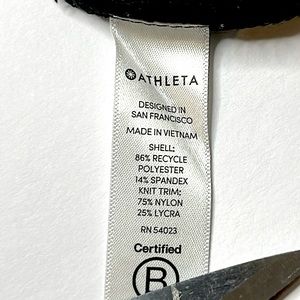 ATHLETA
DESIGNED IN
SAN FRANCISCO
MADE IN VIETNAM
SHELL:
86% RECYCLE
POLYESTER
14% SPANDEX
KNIT TRIM:
75% NYLON
25% LYCRA
RN 54023
Certified
B